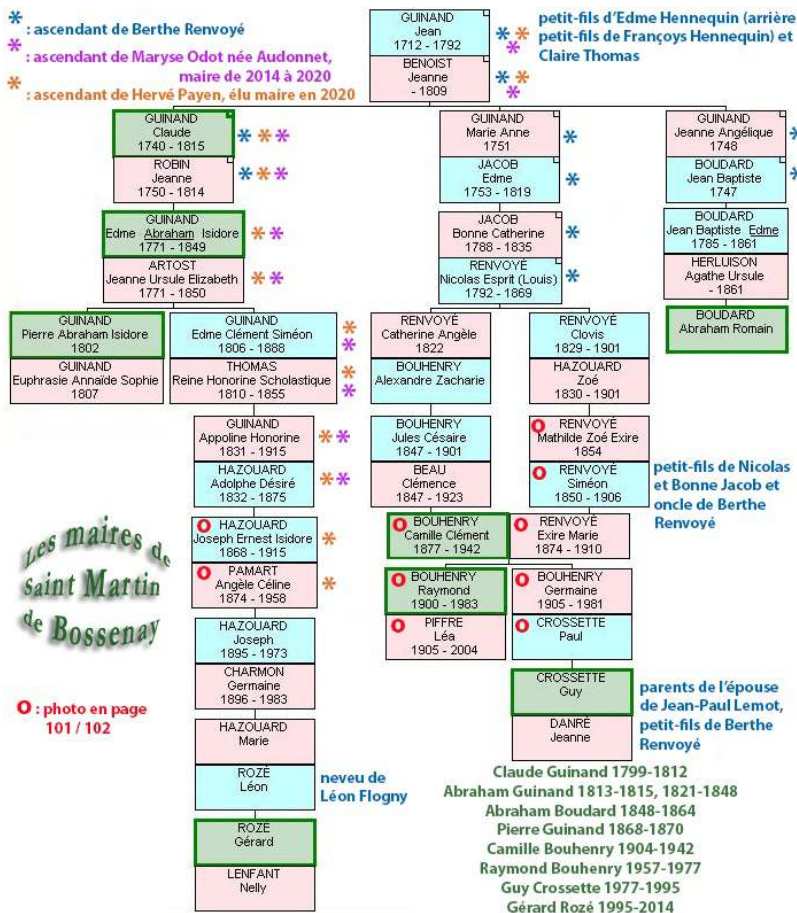 * : ascendant de Berthe Renvoyé
* : ascendant de Maryse Odot née Audonnet,
maire de 2014 à 2020
* : ascendant de Hervé Payen, élu maire en 2020
GUINAND
Jean
1712 - 1792
* *
*
BENOIST
Jeanne
- 1809
* *
*
petit-fils d'Edme Hennequin (arrière
petit-fils de Françoys Hennequin) et
Claire Thomas
GUINAND
Claude
1740 - 1815
* * *
ROBIN
Jeanne
1750 - 1814
* * *
GUINAND
Marie Anne
1751
*
JACOB
Edme
1753 - 1819
*
GUINAND
Jeanne Angélique
1748
*
BOUDARD
Jean Baptiste
1747
*
GUINAND
Edme Abraham Isidore
1771 - 1849
* *
ARTOST
Jeanne Ursule Elizabeth
1771 - 1850
* *
JACOB
Bonne Catherine
1788 - 1835
*
RENVOYÉ
Nicolas Esprit (Louis)
1792 - 1869
*
BOUDARD
Jean Baptiste Edme
1785 - 1861
HERLUISON
Agathe Ursule
- 1861
BOUDARD
Abraham Romain
GUINAND
Pierre Abraham Isidore
1802
GUINAND
Euphrasie Annaïde Sophie
1807
GUINAND
Edme Clément Siméon
1806 - 1888
*
*
THOMAS
Reine Honorine Scholastique
1810 - 1855
*
*
RENVOYÉ
Catherine Angèle
1822
BOUHENRY
Alexandre Zacharie
RENVOYÉ
Clovis
1829 - 1901
HAZOUARD
Zoé
1830 - 1901
GUINAND
Appoline Honorine
1831 - 1915
* *
HAZOUARD
Adolphe Désiré
1832 - 1875
* *
BOUHENRY
Jules Césaire
1847 - 1901
BEAU
Clémence
1847 - 1923
O RENVOYÉ
Mathilde Zoé Exire
1854
O RENVOYÉ
Siméon
1850 - 1906
petit-fils de Nicolas
et Bonne Jacob et
oncle de Berthe
Renvoyé
Les maires de
saint Martin
de Bossenay
O HAZOUARD
Joseph Ernest Isidore
1868 - 1915
*
O PAMART
Angèle Céline
1874 - 1958
*
O BOUHENRY
Camille Clément
1877 - 1942
O RENVOYÉ
Exire Marie
1874 - 1910
O BOUHENRY
Raymond
1900 - 1983
O PIFFRE
Léa
1905 - 2004
O BOUHENRY
Germaine
1905 - 1981
O CROSSETTE
Paul
HAZOUARD
Joseph
1895 - 1973
CHARMON
Germaine
1896 - 1983
CROSSETTE
Guy
DANRÉ
Jeanne
parents de l'épouse
de Jean-Paul Lemot,
petit-fils de Berthe
Renvoyé
O : photo en page
101 / 102
HAZOUARD
Marie
ROZÉ
Léon
neveu de
Léon Flogny
ROZE
Gérard
LENFANT
Nelly
Claude Guinand 1799-1812
Abraham Guinand 1813-1815, 1821-1848
Abraham Boudard 1848-1864
Pierre Guinand 1868-1870
Camille Bouhenry 1904-1942
Raymond Bouhenry 1957-1977
Guy Crossette 1977-1995
Gérard Rozé 1995-2014